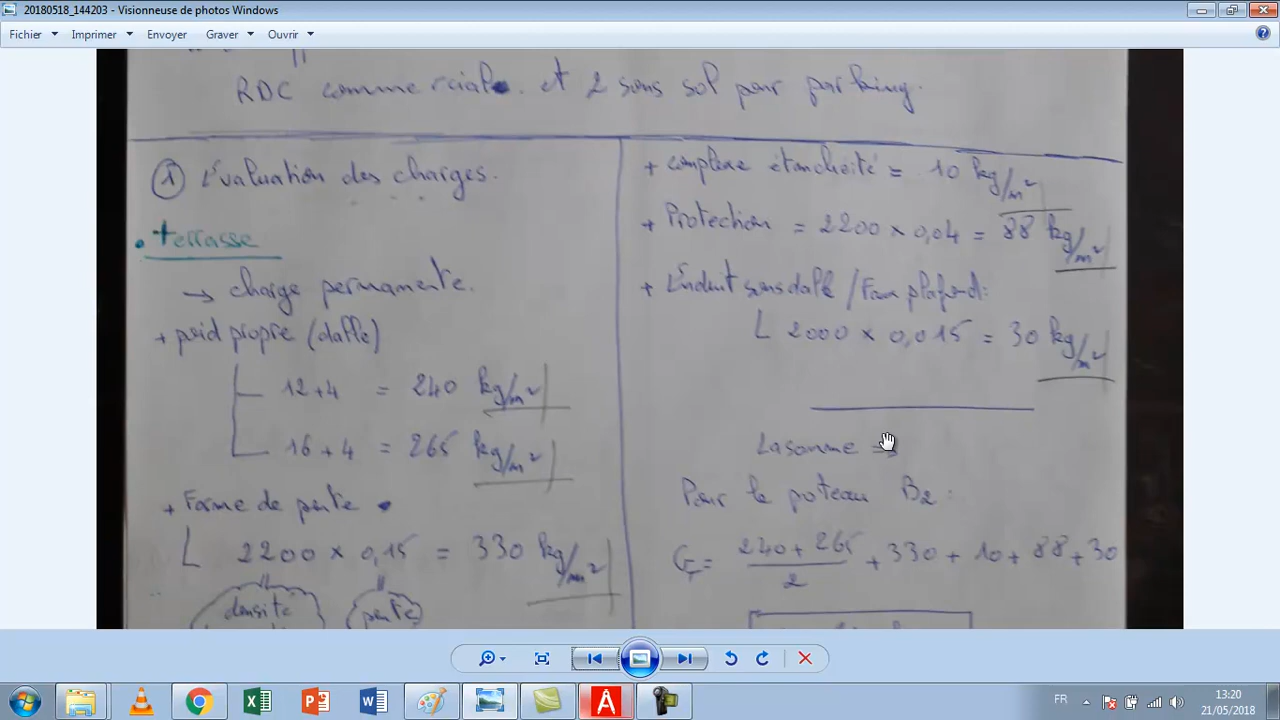 20180518_144203 - Visionneuse de photos Windows
Fichier Imprimer Envoyer Graver Ouvrir
RDC commerciale et 2 sous sol pour parking.
① Évaluation des charges.
• terrasse
→ charge permanente.
+ poid propre (dalle)
12+4 = 240 kg/m²
16+4 = 265 kg/m²
+ Forme de pente
2200 x 0,15 = 330 kg/m²
densité
pente
+ complexe étanchéité = 10 kg/m²
+ Protection = 2200 x 0,04 = 88 kg/m²
+ Enduit sous dalle / Faux plafond:
2000 x 0,015 = 30 kg/m²
La somme =>
Pour le poteau B2 :
G_T = (240 + 265)/2 + 330 + 10 + 88 + 30
FR
13:20
21/05/2018